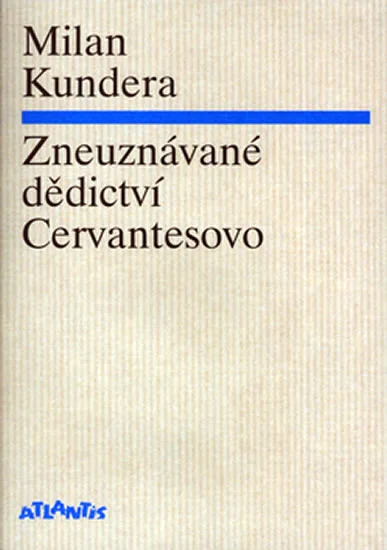 Milan
Kundera
Zneuznávané
dědictví
Cervantesovo
ATLANTIS